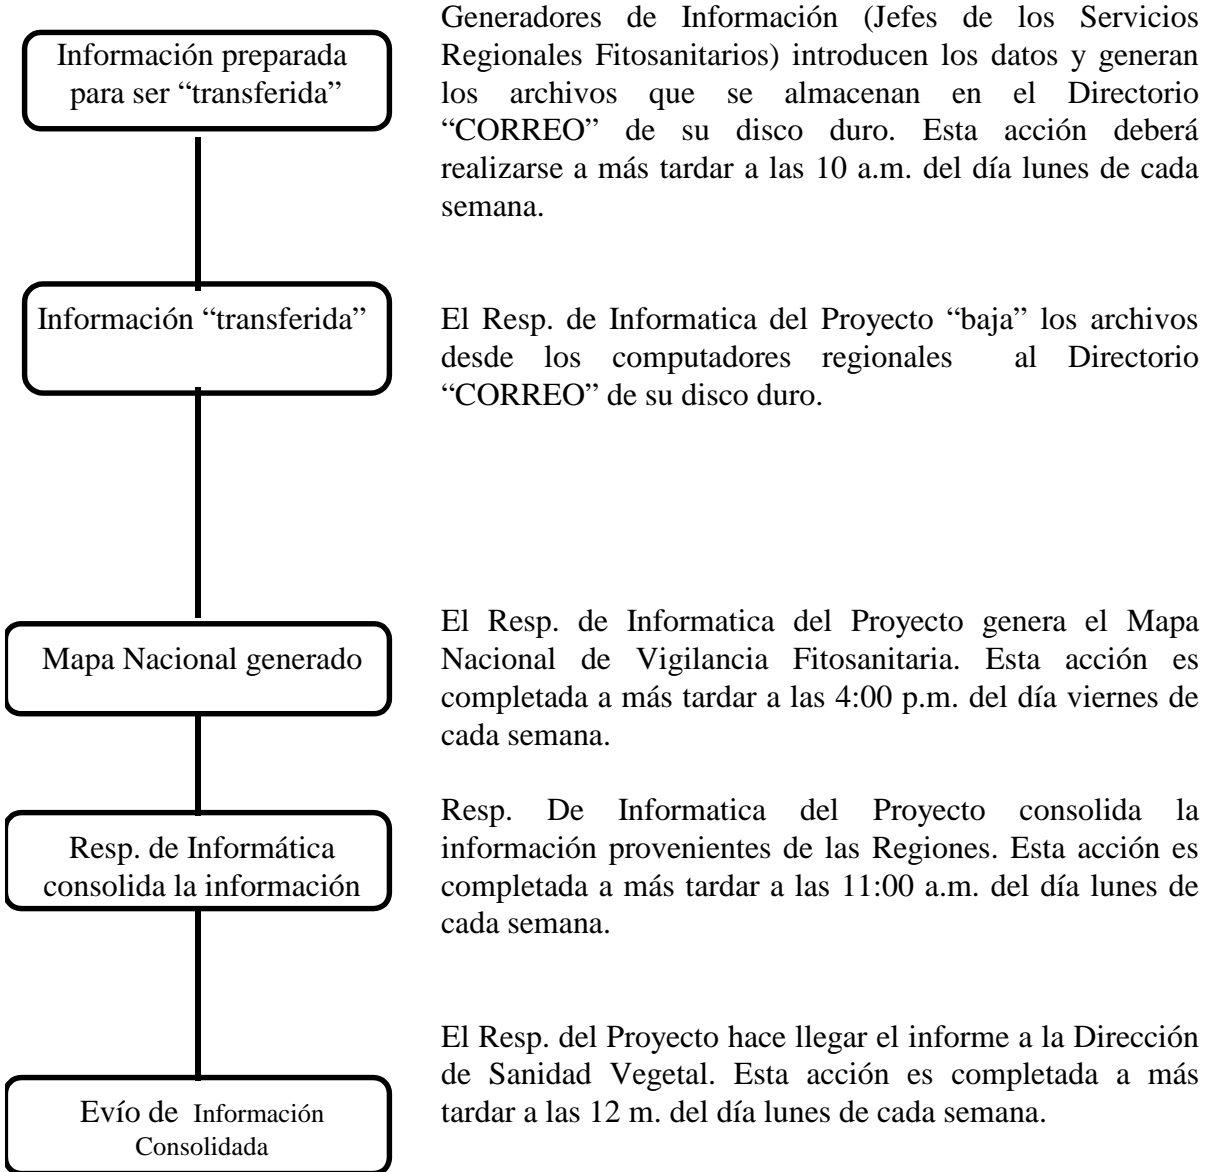 Información preparada
para ser “transferida”
Generadores de Información (Jefes de los Servicios
Regionales Fitosanitarios) introducen los datos y generan
los archivos que se almacenan en el Directorio
“CORREO” de su disco duro. Esta acción deberá
realizarse a más tardar a las 10 a.m. del día lunes de cada
semana.
Información “transferida”
El Resp. de Informatica del Proyecto “baja” los archivos
desde los computadores regionales al Directorio
“CORREO” de su disco duro.
Mapa Nacional generado
El Resp. de Informatica del Proyecto genera el Mapa
Nacional de Vigilancia Fitosanitaria. Esta acción es
completada a más tardar a las 4:00 p.m. del día viernes de
cada semana.
Resp. de Informática
consolida la información
Resp. De Informatica del Proyecto consolida la
información provenientes de las Regiones. Esta acción es
completada a más tardar a las 11:00 a.m. del día lunes de
cada semana.
Evío de Información
Consolidada
El Resp. del Proyecto hace llegar el informe a la Dirección
de Sanidad Vegetal. Esta acción es completada a más
tardar a las 12 m. del día lunes de cada semana.